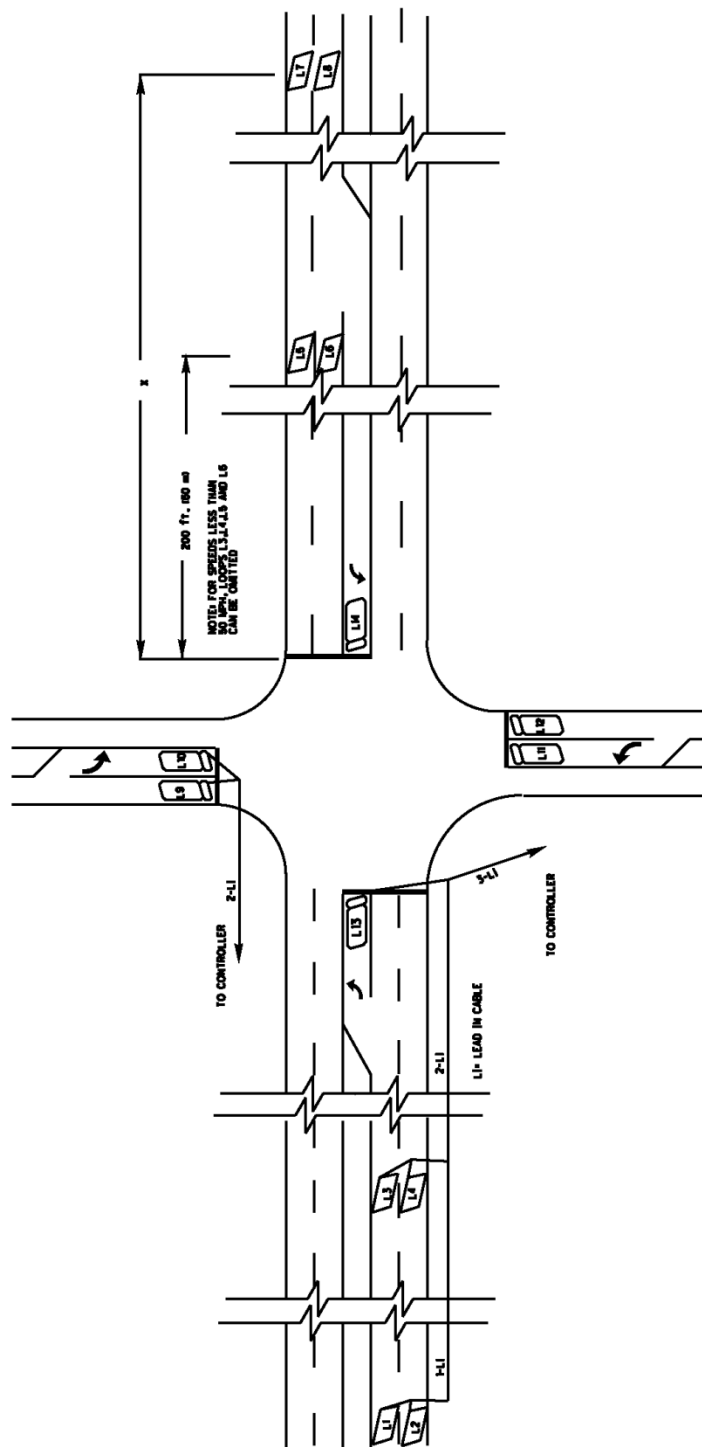 L7
L8
X
L5
L6
200 ft. (60 m)
NOTE: FOR SPEEDS LESS THAN
50 MPH, LOOPS L3,L4,L5 AND L6
CAN BE OMITTED
L14
L10
L9
L12
L11
2-LI
TO CONTROLLER
3-LI
TO CONTROLLER
L13
LI= LEAD IN CABLE
2-LI
L3
L4
1-LI
L1
L2